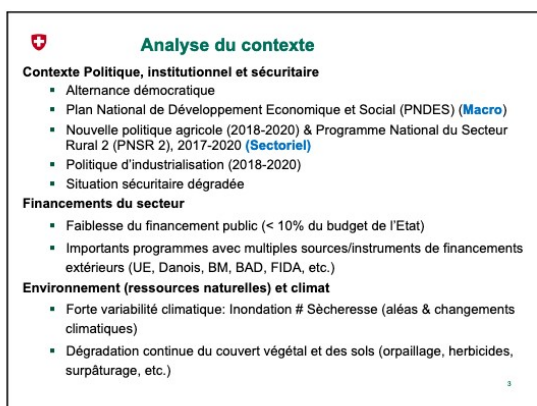 Analyse du contexte
Contexte Politique, institutionnel et sécuritaire
▪ Alternance démocratique
▪ Plan National de Développement Economique et Social (PNDES) (Macro)
▪ Nouvelle politique agricole (2018-2020) & Programme National du Secteur
Rural 2 (PNSR 2), 2017-2020 (Sectoriel)
▪ Politique d'industrialisation (2018-2020)
▪ Situation sécuritaire dégradée
Financements du secteur
▪ Faiblesse du financement public (< 10% du budget de l'Etat)
▪ Importants programmes avec multiples sources/instruments de financements
extérieurs (UE, Danois, BM, BAD, FIDA, etc.)
Environnement (ressources naturelles) et climat
▪ Forte variabilité climatique: Inondation # Sècheresse (aléas & changements
climatiques)
▪ Dégradation continue du couvert végétal et des sols (orpaillage, herbicides,
surpâturage, etc.)
3